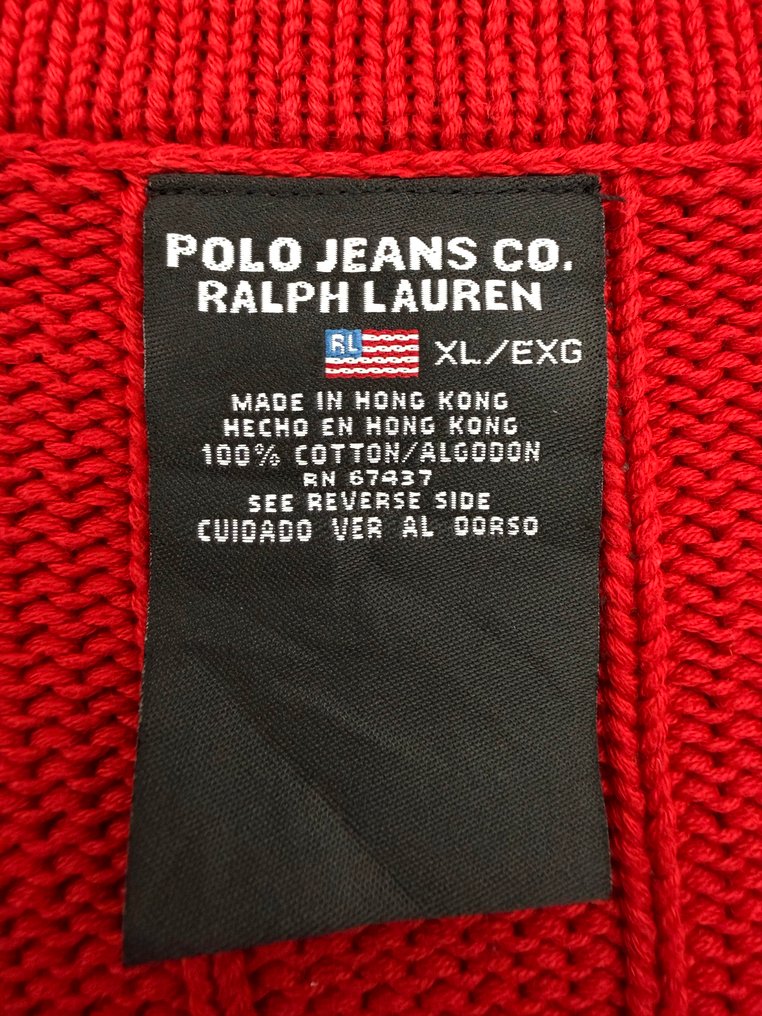 POLO JEANS CO.
RALPH LAUREN
RL XL/EXG
MADE IN HONG KONG
HECHO EN HONG KONG
100% COTTON/ALGODON
RN 67437
SEE REVERSE SIDE
CUIDADO VER AL DORSO